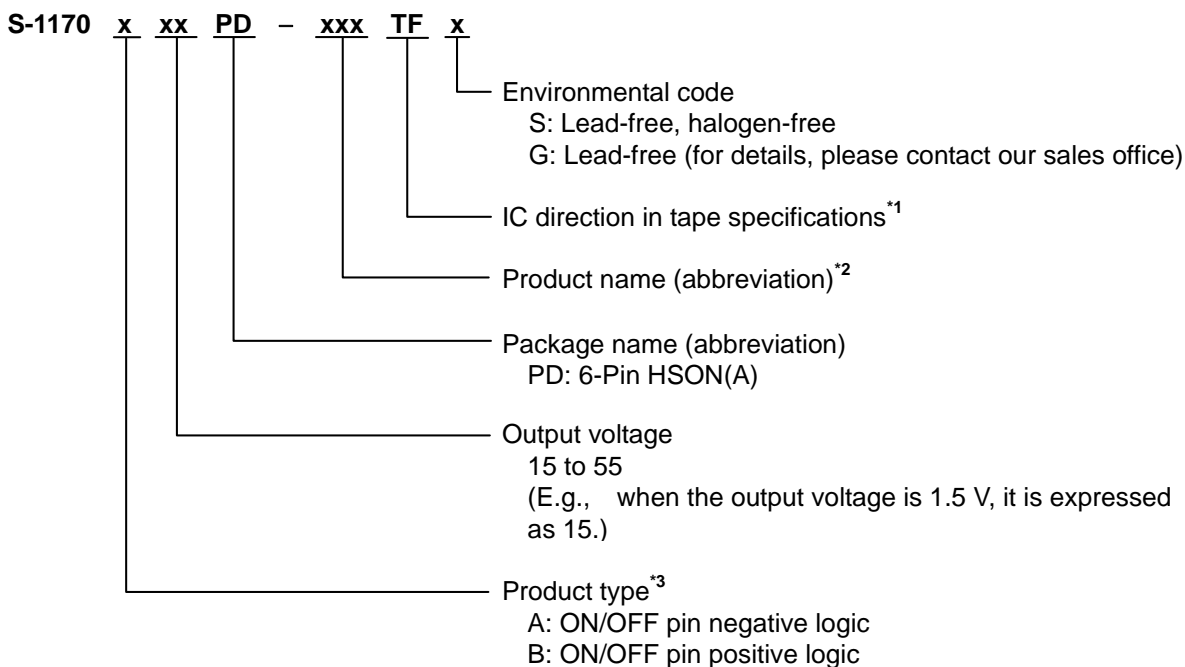 S-1170 x xx PD – xxx TF x
Environmental code
S: Lead-free, halogen-free
G: Lead-free (for details, please contact our sales office)
IC direction in tape specifications*1
Product name (abbreviation)*2
Package name (abbreviation)
PD: 6-Pin HSON(A)
Output voltage
15 to 55
(E.g., when the output voltage is 1.5 V, it is expressed
as 15.)
Product type*3
A: ON/OFF pin negative logic
B: ON/OFF pin positive logic